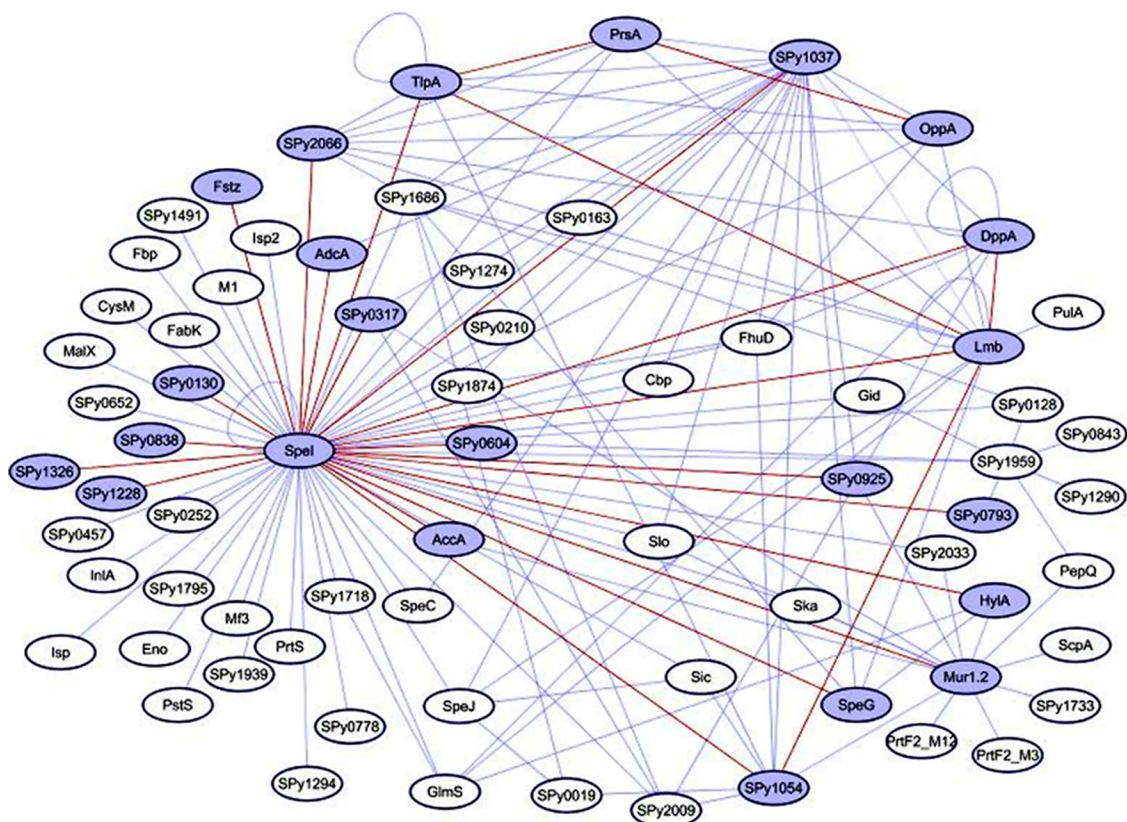 PrsA
SPy1037
TlpA
OppA
SPy2066
Fstz
SPy1686
SPy1491
SPy0163
Isp2
DppA
Fbp
AdcA
SPy1274
M1
CysM
SPy0317
PulA
FabK
SPy0210
FhuD
Lmb
MalX
SPy0130
SPy1874
Cbp
Gid
SPy0652
SPy0128
SPy0843
SPy0838
SpeI
SPy0604
SPy1959
SPy1326
SPy1228
SPy0925
SPy1290
SPy0252
SPy0793
SPy0457
AccA
Slo
SPy2033
InlA
PepQ
SPy1795
SPy1718
SpeC
Ska
HylA
Mf3
Isp
Eno
PrtS
ScpA
SPy1939
Sic
Mur1.2
PstS
SpeJ
SpeG
SPy1733
SPy0778
PrtF2_M12
PrtF2_M3
SPy1294
GlmS
SPy0019
SPy1054
SPy2009